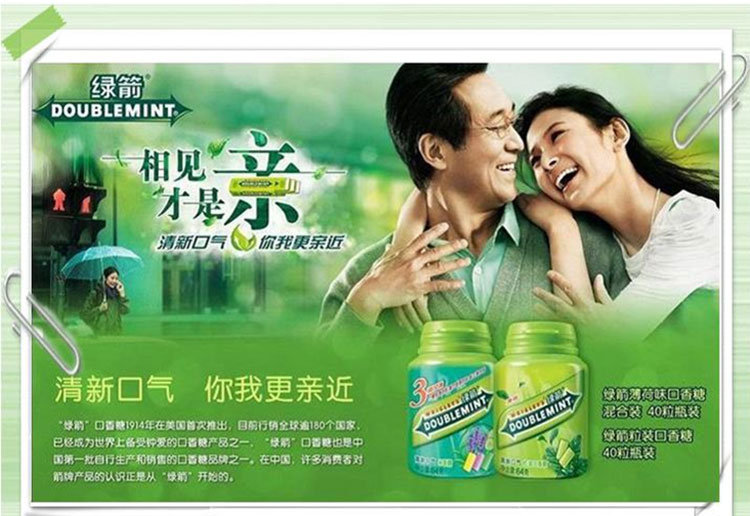 绿箭®
DOUBLEMINT®
相见
才是亲
清新口气 你我更亲近
清新口气 你我更亲近
“绿箭”口香糖1914年在美国首次推出，目前行销全球逾180个国家，
已经成为世界上备受钟爱的口香糖产品之一，“绿箭”口香糖也是中
国第一批自行生产和销售的口香糖品牌之一。在中国，许多消费者对
箭牌产品的认识正是从“绿箭”开始的。
3
WRIGLEY'S 绿箭
DOUBLEMINT
WRIGLEY'S 绿箭
DOUBLEMINT
绿箭薄荷味口香糖
混合装 40粒瓶装
绿箭粒装口香糖
40粒瓶装